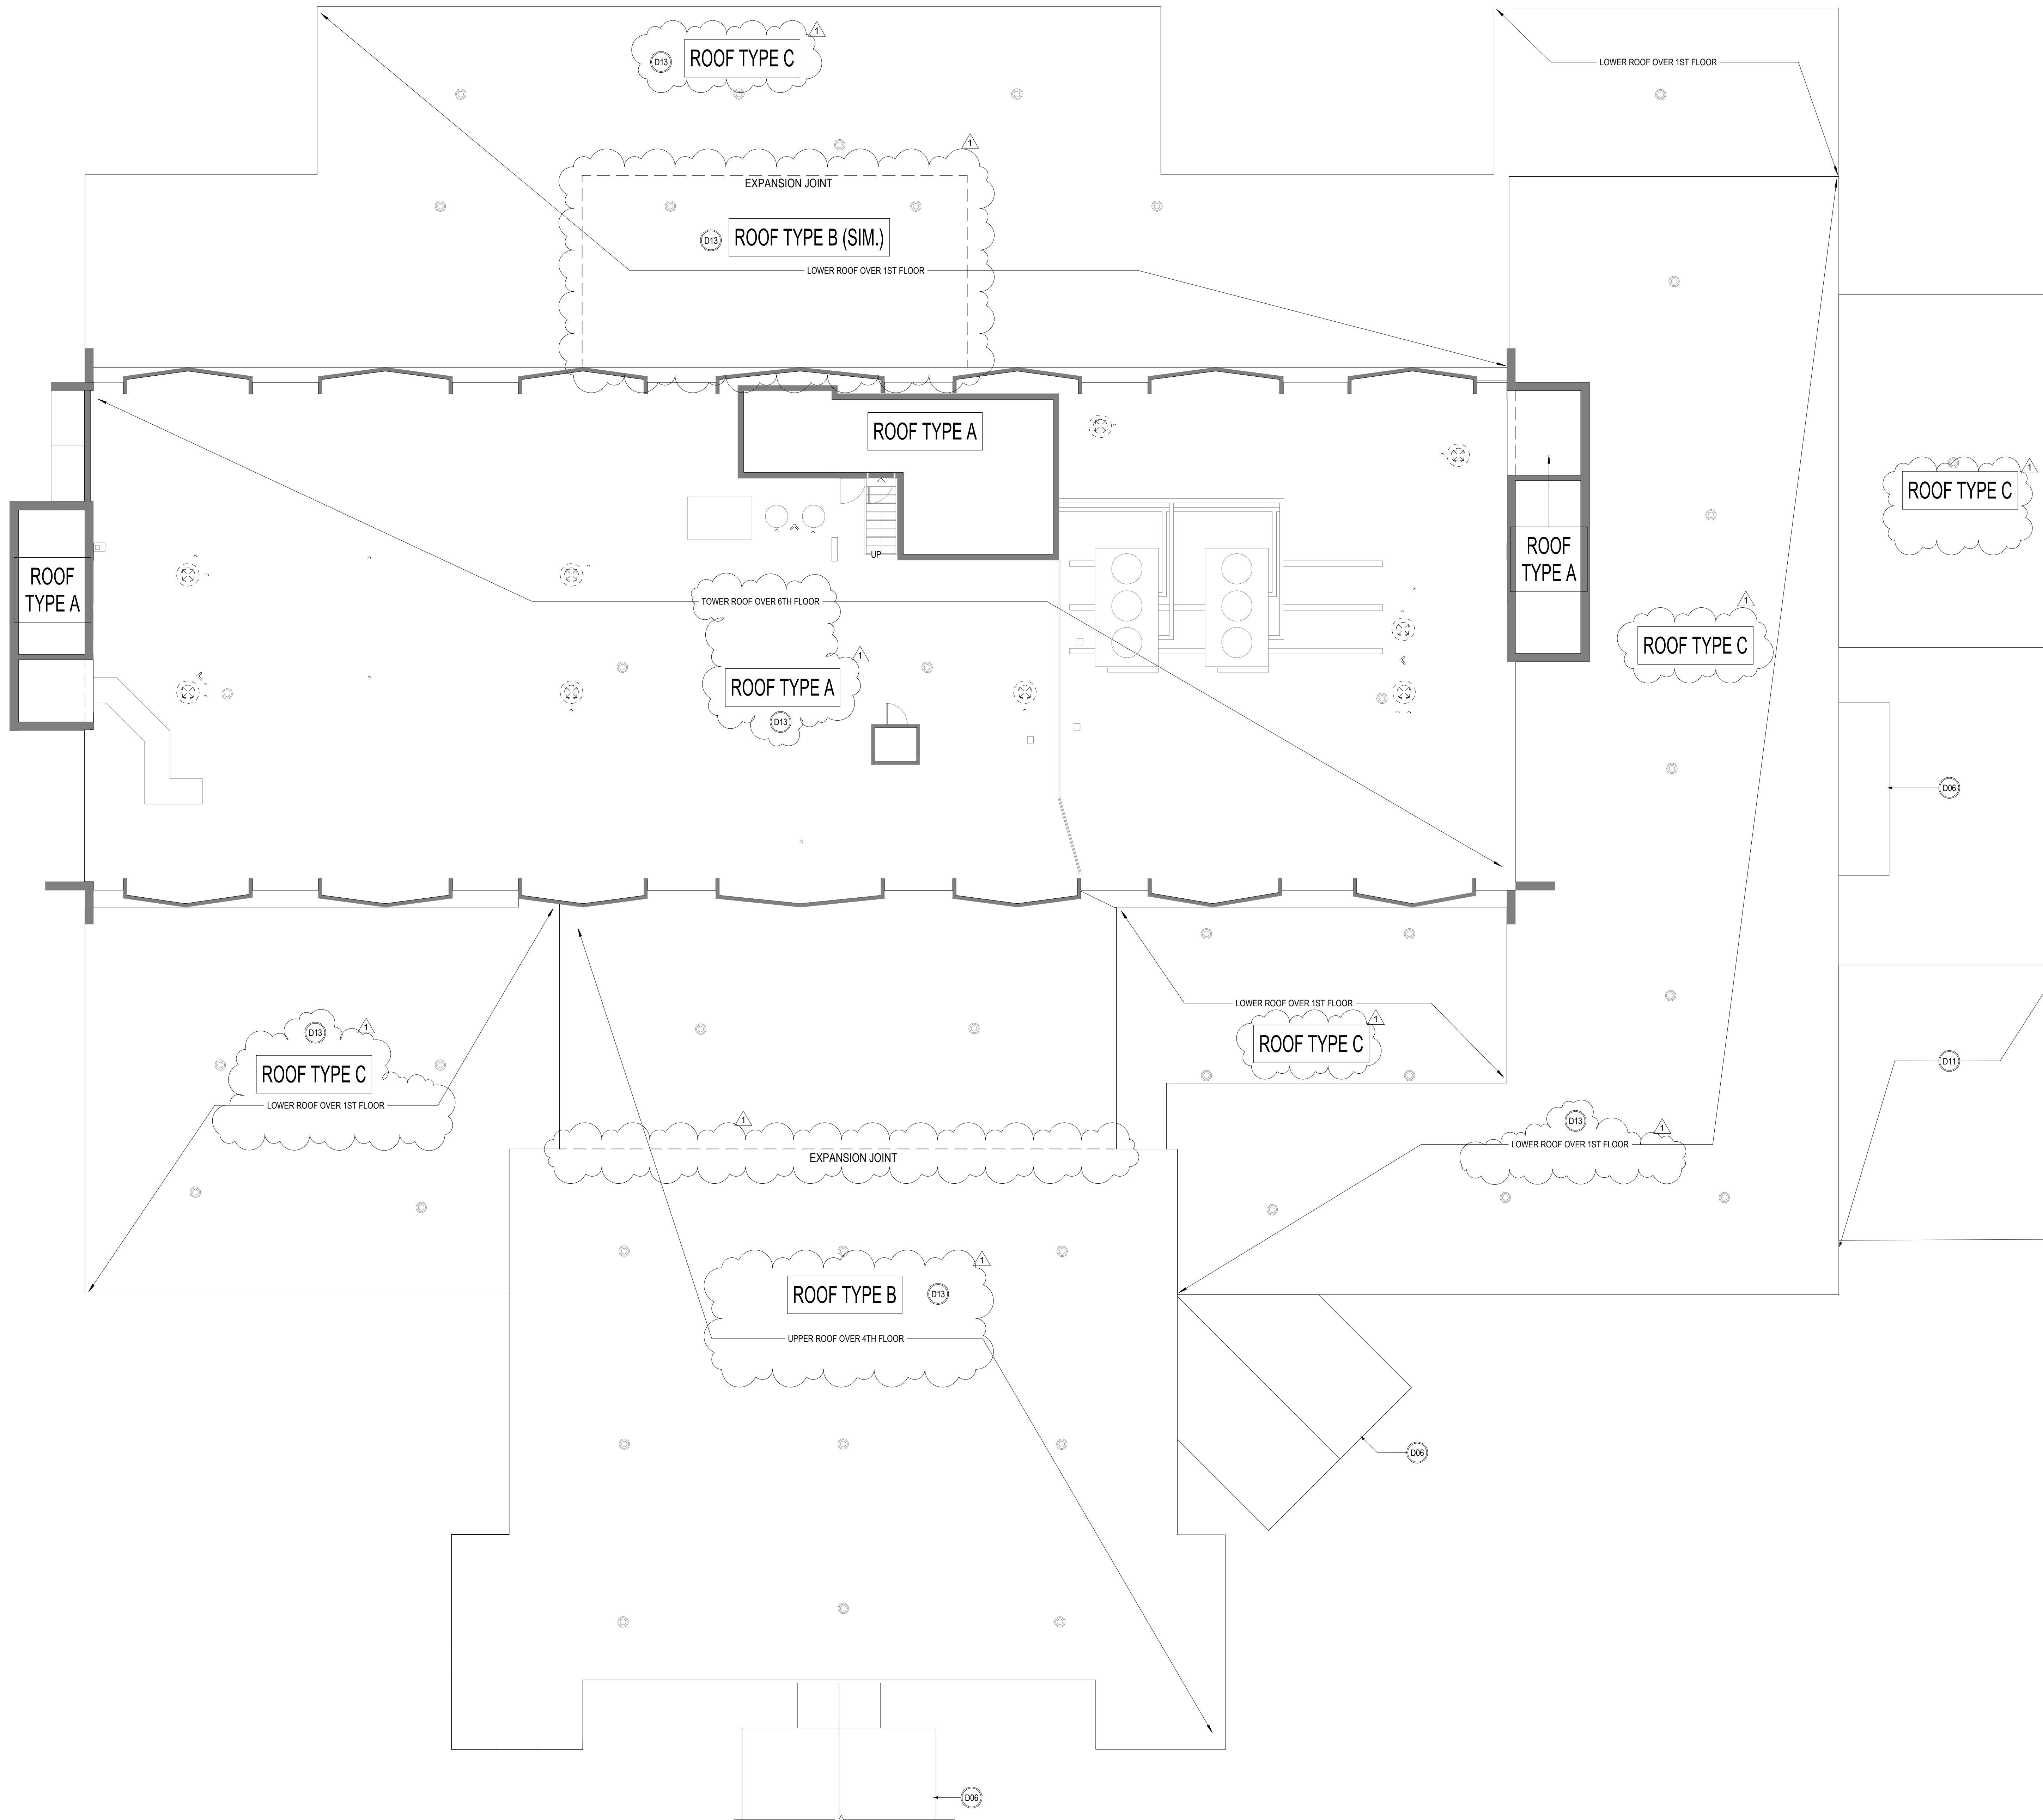 1
D13
ROOF TYPE C
LOWER ROOF OVER 1ST FLOOR
1
EXPANSION JOINT
D13
ROOF TYPE B (SIM.)
LOWER ROOF OVER 1ST FLOOR
ROOF TYPE A
1
ROOF TYPE C
UP
ROOF
TYPE A
ROOF
TYPE A
TOWER ROOF OVER 6TH FLOOR
1
ROOF TYPE C
1
ROOF TYPE A
D13
D06
LOWER ROOF OVER 1ST FLOOR
1
ROOF TYPE C
D13
1
ROOF TYPE C
LOWER ROOF OVER 1ST FLOOR
D11
1
EXPANSION JOINT
D13
1
LOWER ROOF OVER 1ST FLOOR
1
ROOF TYPE B
D13
UPPER ROOF OVER 4TH FLOOR
D06
D06